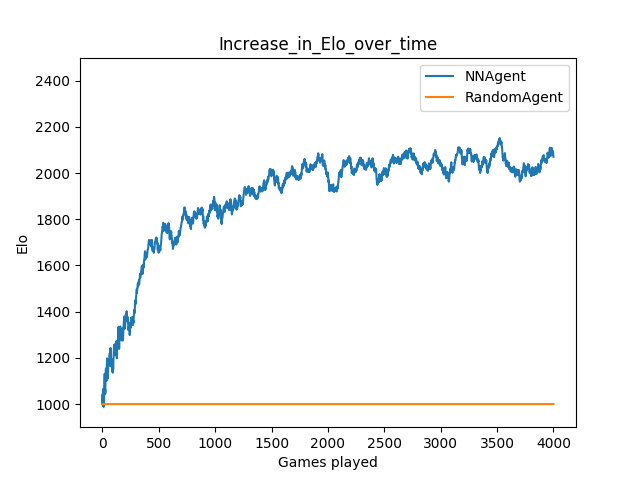 Increase_in_Elo_over_time
NNAgent
RandomAgent
2400
2200
2000
1800
1600
1400
1200
1000
Elo
0 500 1000 1500 2000 2500 3000 3500 4000
Games played